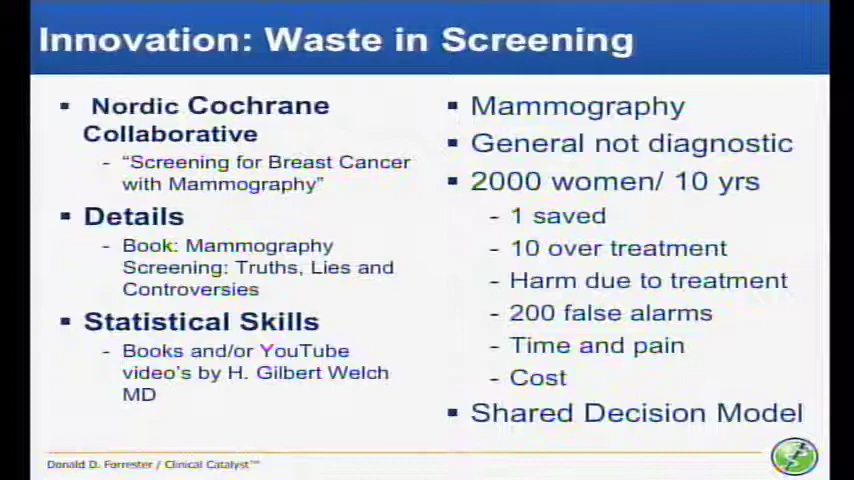 Innovation: Waste in Screening
▪ Nordic Cochrane
Collaborative
- "Screening for Breast Cancer
with Mammography"
▪ Details
- Book: Mammography
Screening: Truths, Lies and
Controversies
▪ Statistical Skills
- Books and/or YouTube
video's by H. Gilbert Welch
MD
▪ Mammography
▪ General not diagnostic
▪ 2000 women/ 10 yrs
- 1 saved
- 10 over treatment
- Harm due to treatment
- 200 false alarms
- Time and pain
- Cost
▪ Shared Decision Model
Donald D. Forrester / Clinical Catalyst™